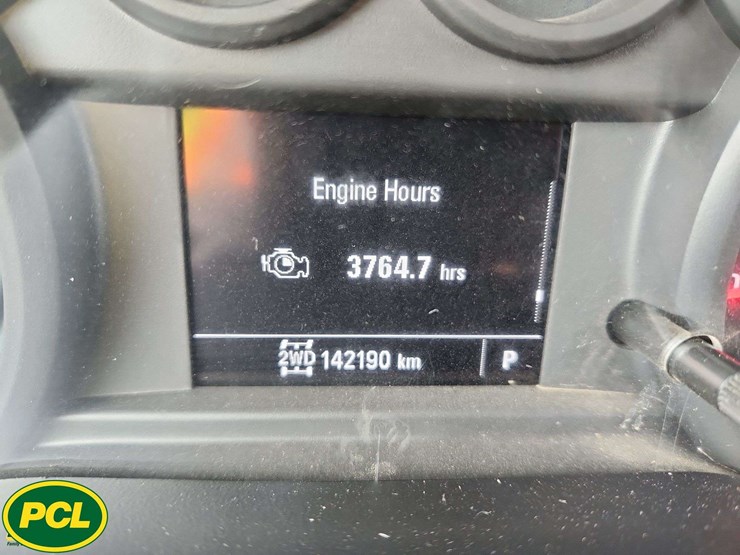 Engine Hours
3764.7 hrs
2WD 142190 km P
PCL